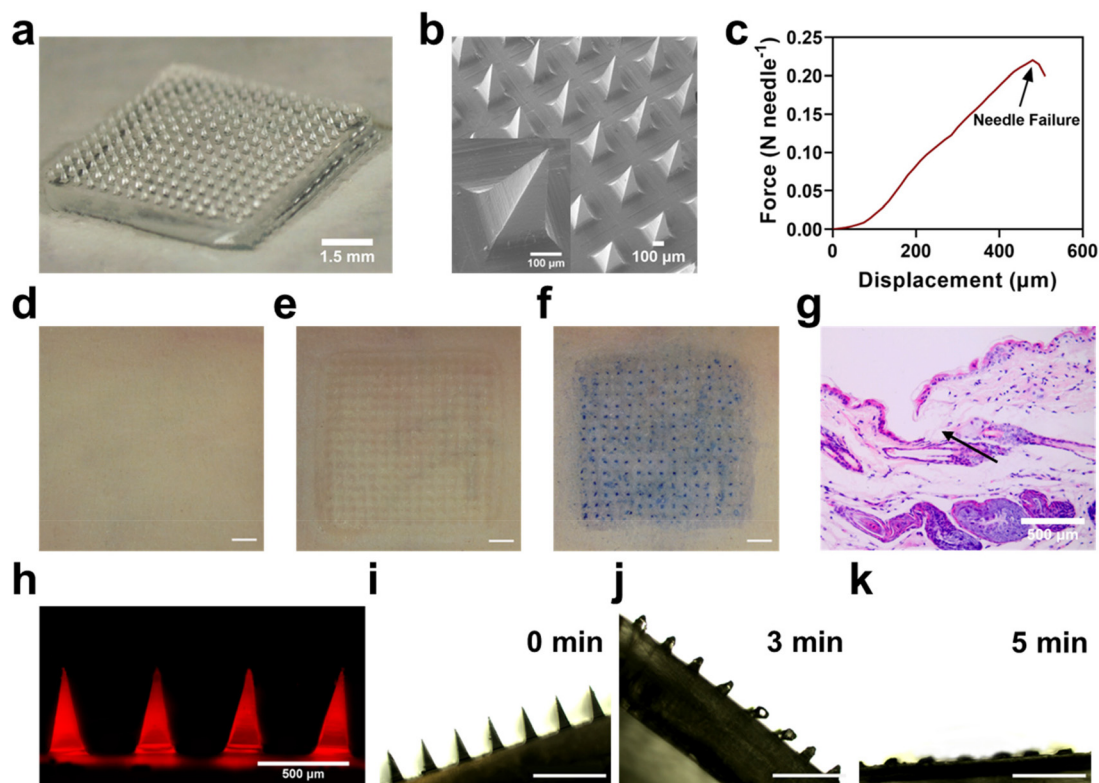 a
1.5 mm
b
100 μm
100 μm
c
0.25
0.20
0.15
0.10
0.05
0.00
0
200
400
600
Force (N needle-1)
Displacement (μm)
Needle Failure
d
e
f
g
500 μm
h
500 μm
i
0 min
j
3 min
k
5 min